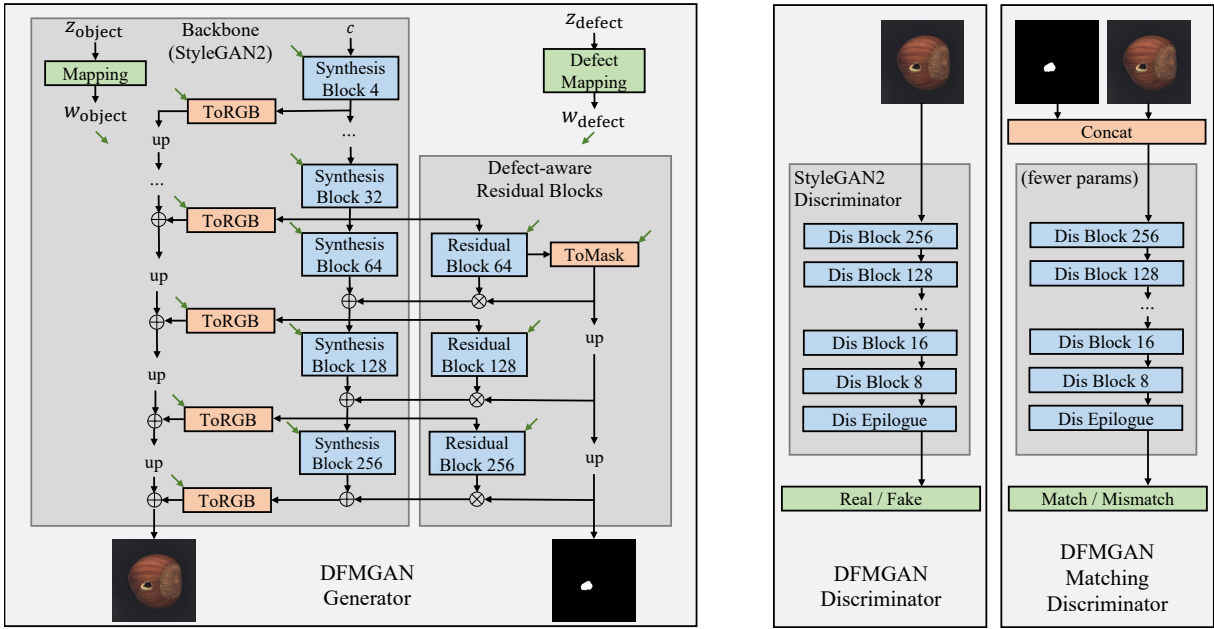 z_object
Mapping
w_object
Backbone
(StyleGAN2)
c
Synthesis
Block 4
ToRGB
up
...
...
Synthesis
Block 32
ToRGB
Synthesis
Block 64
up
ToRGB
Synthesis
Block 128
up
ToRGB
Synthesis
Block 256
up
ToRGB
z_defect
Defect
Mapping
w_defect
Defect-aware
Residual Blocks
Residual
Block 64
ToMask
up
Residual
Block 128
Residual
Block 256
up
DFMGAN
Generator
StyleGAN2
Discriminator
Dis Block 256
Dis Block 128
...
Dis Block 16
Dis Block 8
Dis Epilogue
Real / Fake
DFMGAN
Discriminator
Concat
(fewer params)
Dis Block 256
Dis Block 128
...
Dis Block 16
Dis Block 8
Dis Epilogue
Match / Mismatch
DFMGAN
Matching
Discriminator